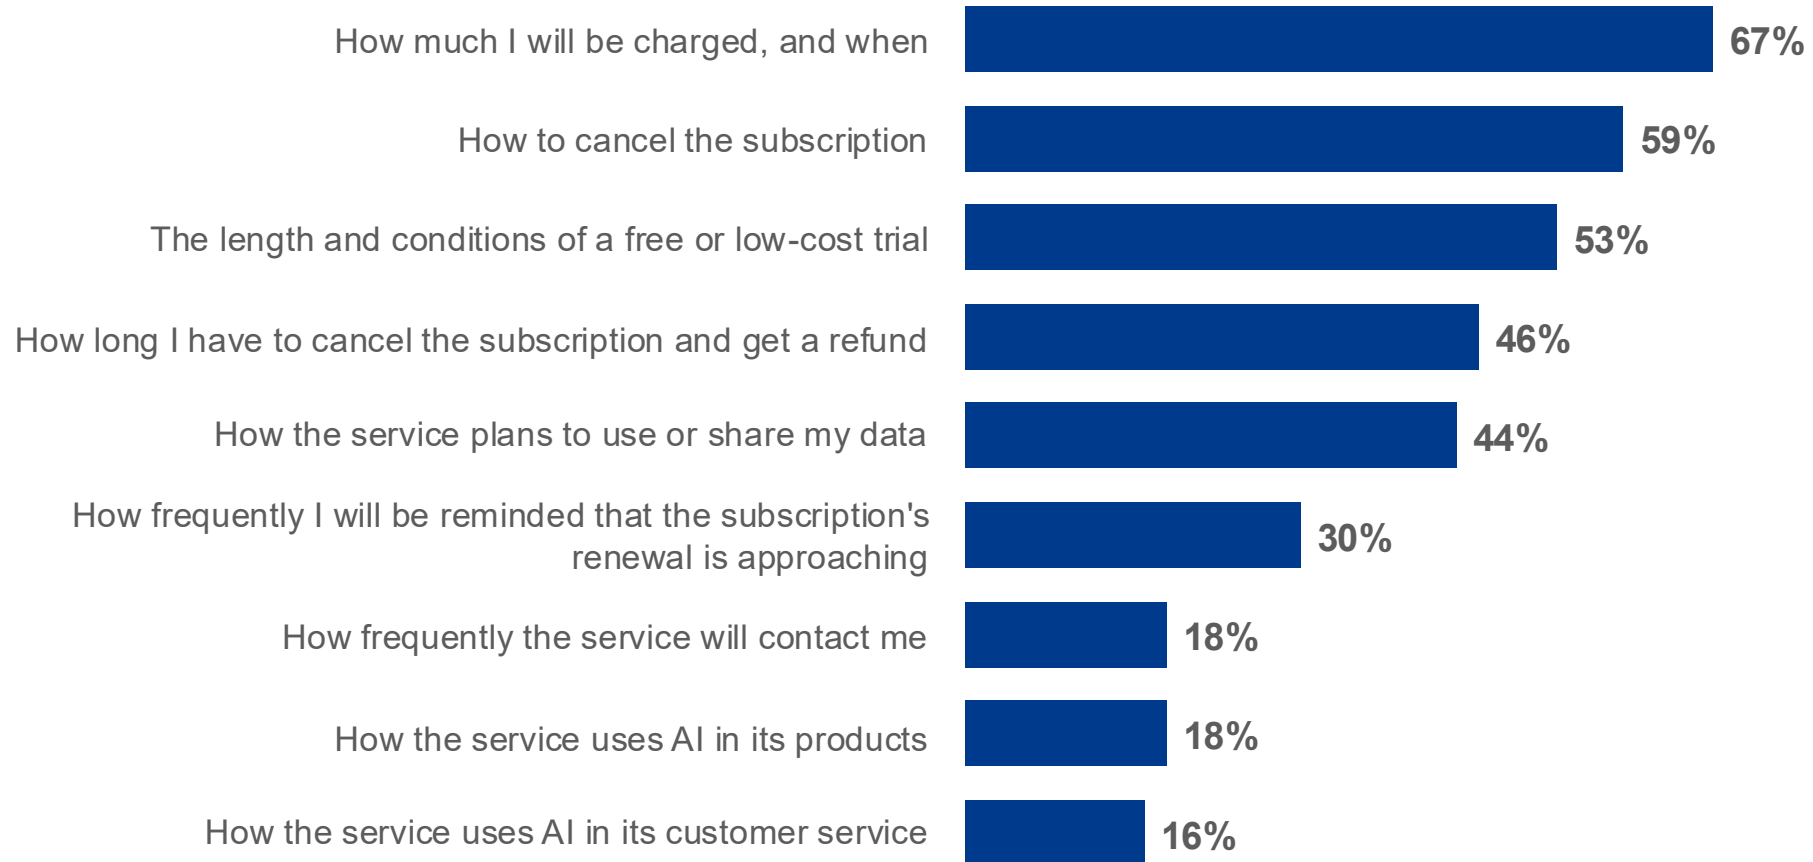 How much I will be charged, and when 67%
How to cancel the subscription 59%
The length and conditions of a free or low-cost trial 53%
How long I have to cancel the subscription and get a refund 46%
How the service plans to use or share my data 44%
How frequently I will be reminded that the subscription's
renewal is approaching 30%
How frequently the service will contact me 18%
How the service uses AI in its products 18%
How the service uses AI in its customer service 16%